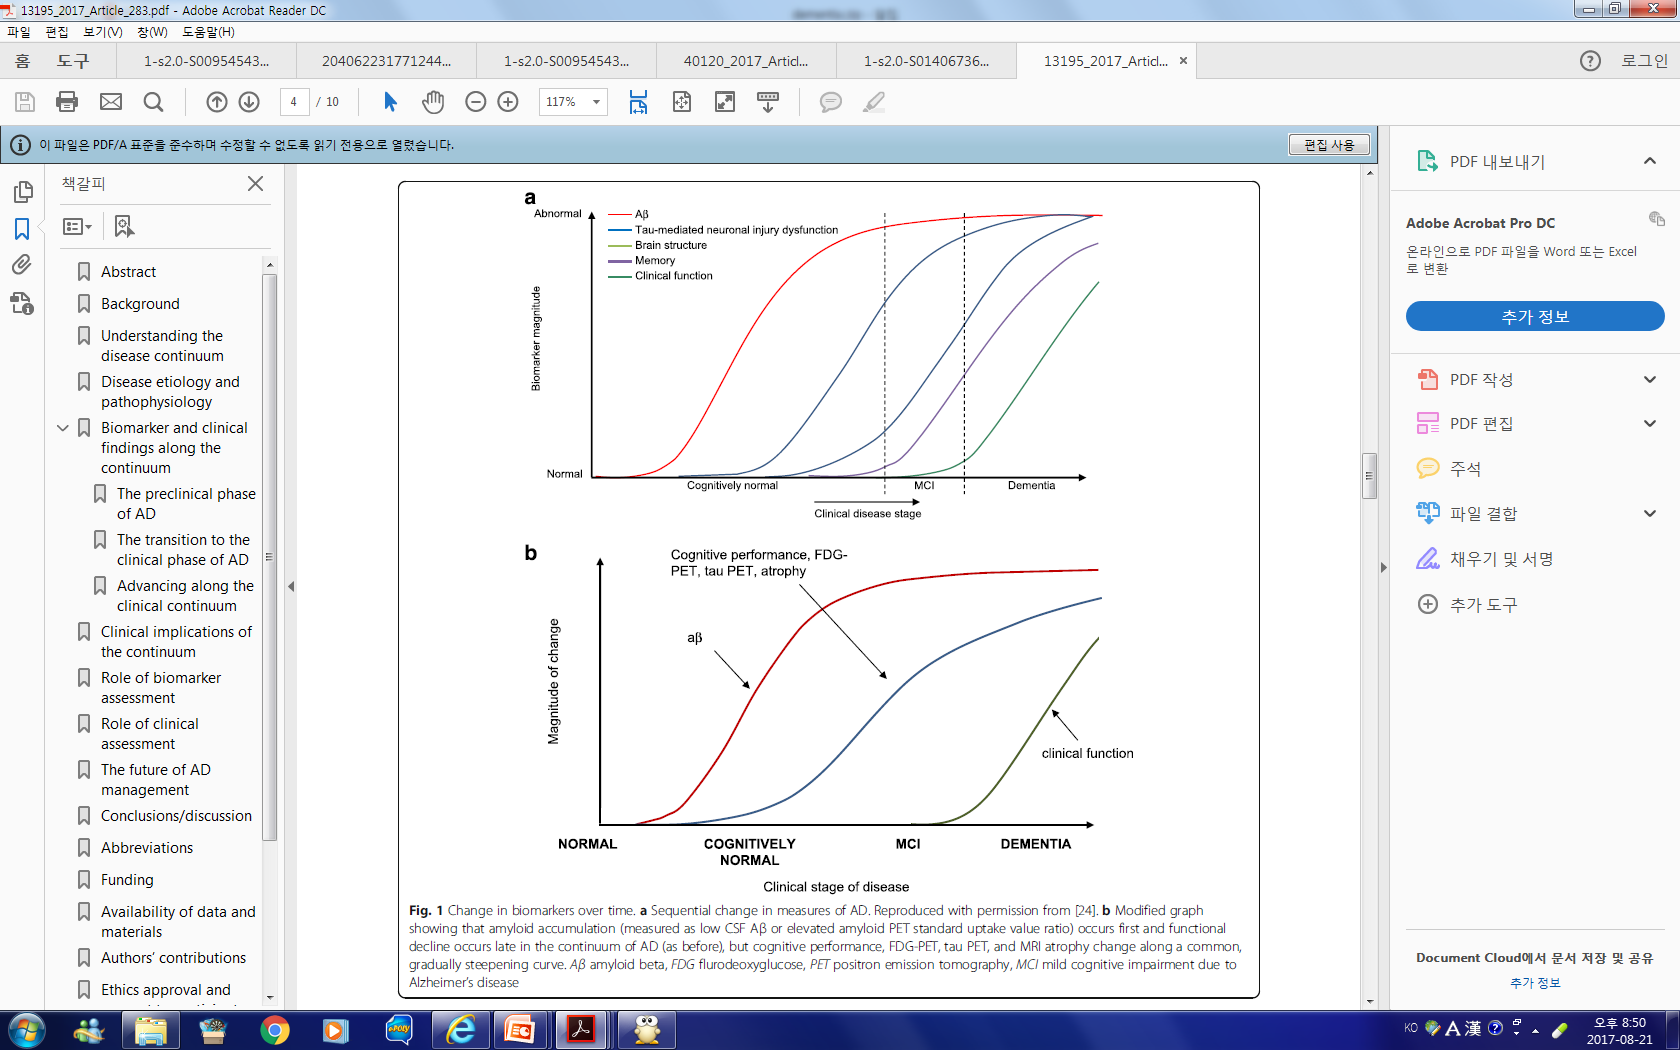 13195_2017_Article_283.pdf - Adobe Acrobat Reader DC
파일 편집 보기(V) 창(W) 도움말(H)
홈 도구 1-s2.0-S00954543... 204062231771244... 1-s2.0-S00954543... 40120_2017_Articl... 1-s2.0-S01406736... 13195_2017_Articl... × ? 로그인
4 / 10 117%
이 파일은 PDF/A 표준을 준수하며 수정할 수 없도록 읽기 전용으로 열렸습니다. 편집 사용
책갈피
Abstract
Background
Understanding the
disease continuum
Disease etiology and
pathophysiology
Biomarker and clinical
findings along the
continuum
The preclinical phase
of AD
The transition to the
clinical phase of AD
Advancing along the
clinical continuum
Clinical implications of
the continuum
Role of biomarker
assessment
Role of clinical
assessment
The future of AD
management
Conclusions/discussion
Abbreviations
Funding
Availability of data and
materials
Authors' contributions
Ethics approval and
a
Abnormal
Aβ
Tau-mediated neuronal injury dysfunction
Brain structure
Memory
Clinical function
Biomarker magnitude
Normal
Cognitively normal MCI Dementia
Clinical disease stage
b
Cognitive performance, FDG-
PET, tau PET, atrophy
aβ
Magnitude of change
clinical function
NORMAL COGNITIVELY MCI DEMENTIA
NORMAL
Clinical stage of disease
Fig. 1 Change in biomarkers over time. a Sequential change in measures of AD. Reproduced with permission from [24]. b Modified graph
showing that amyloid accumulation (measured as low CSF Aβ or elevated amyloid PET standard uptake value ratio) occurs first and functional
decline occurs late in the continuum of AD (as before), but cognitive performance, FDG-PET, tau PET, and MRI atrophy change along a common,
gradually steepening curve. Aβ amyloid beta, FDG flurodeoxyglucose, PET positron emission tomography, MCI mild cognitive impairment due to
Alzheimer's disease
PDF 내보내기
Adobe Acrobat Pro DC
온라인으로 PDF 파일을 Word 또는 Excel
로 변환
추가 정보
PDF 작성
PDF 편집
주석
파일 결합
채우기 및 서명
추가 도구
Document Cloud에서 문서 저장 및 공유
추가 정보
KO A 漢 ?
오후 8:50
2017-08-21